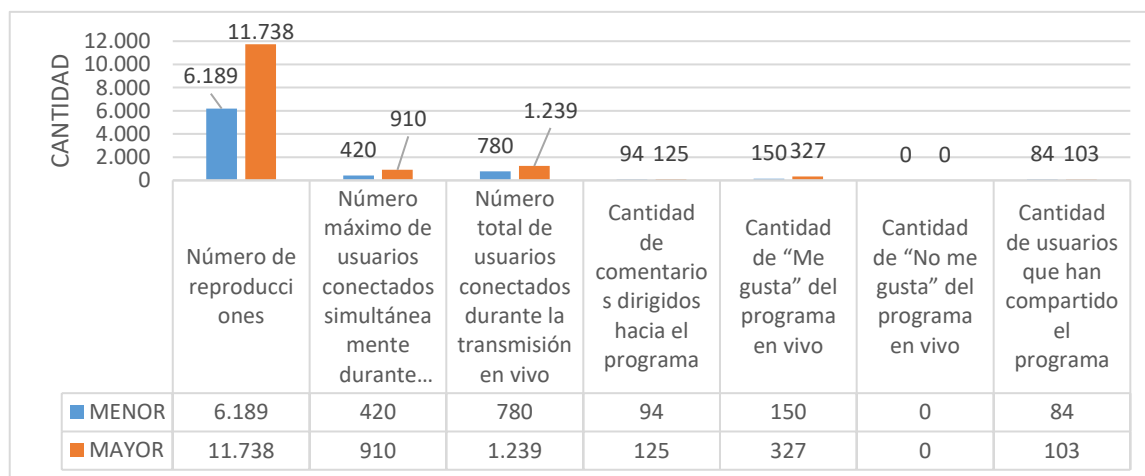 CANTIDAD
12.000
10.000
8.000
6.000
4.000
2.000
0
6.189
11.738
420
910
780
1.239
94 125
150 327
0 0
84 103
Número de
reproducci
ones
Número
máximo de
usuarios
conectados
simultánea
mente
durante…
Número
total de
usuarios
conectados
durante la
transmisión
en vivo
Cantidad
de
comentario
s dirigidos
hacia el
programa
Cantidad
de “Me
gusta” del
programa
en vivo
Cantidad
de “No me
gusta” del
programa
en vivo
Cantidad
de usuarios
que han
compartido
el
programa
MENOR 6.189 420 780 94 150 0 84
MAYOR 11.738 910 1.239 125 327 0 103